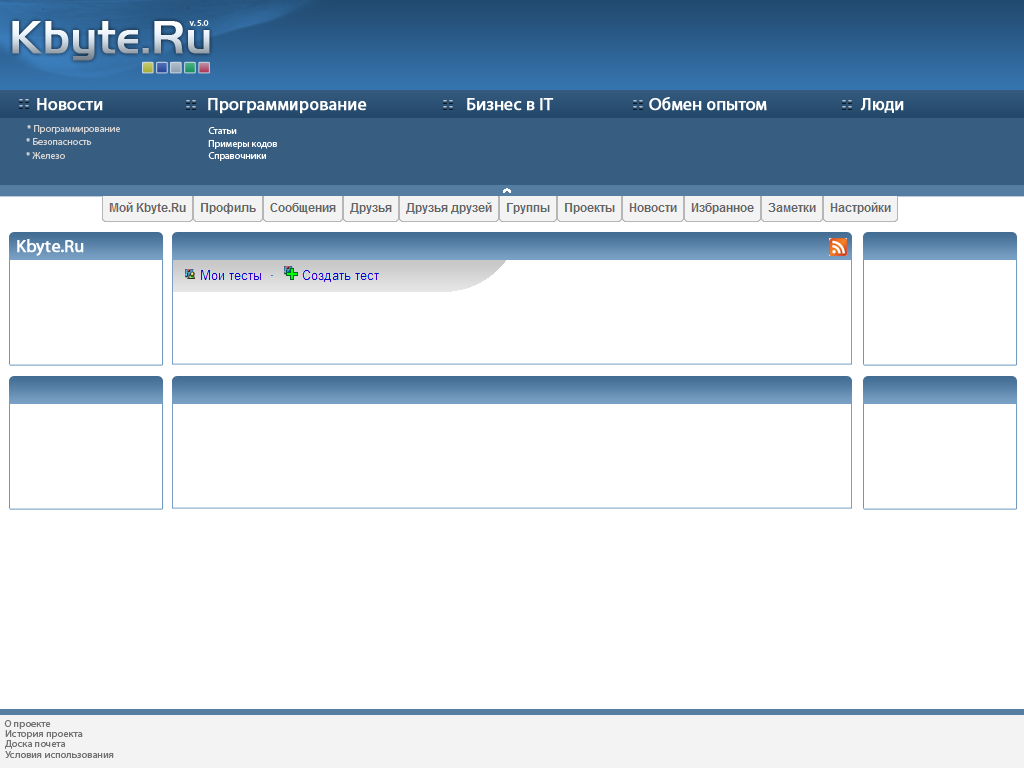 Kbyte.Ru v. 5.0
Новости Программирование Бизнес в IT Обмен опытом Люди
* Программирование
* Безопасность
* Железо
Статьи
Примеры кодов
Справочники
Мой Kbyte.Ru Профиль Сообщения Друзья Друзья друзей Группы Проекты Новости Избранное Заметки Настройки
Kbyte.Ru
Мои тесты - Создать тест
О проекте
История проекта
Доска почета
Условия использования